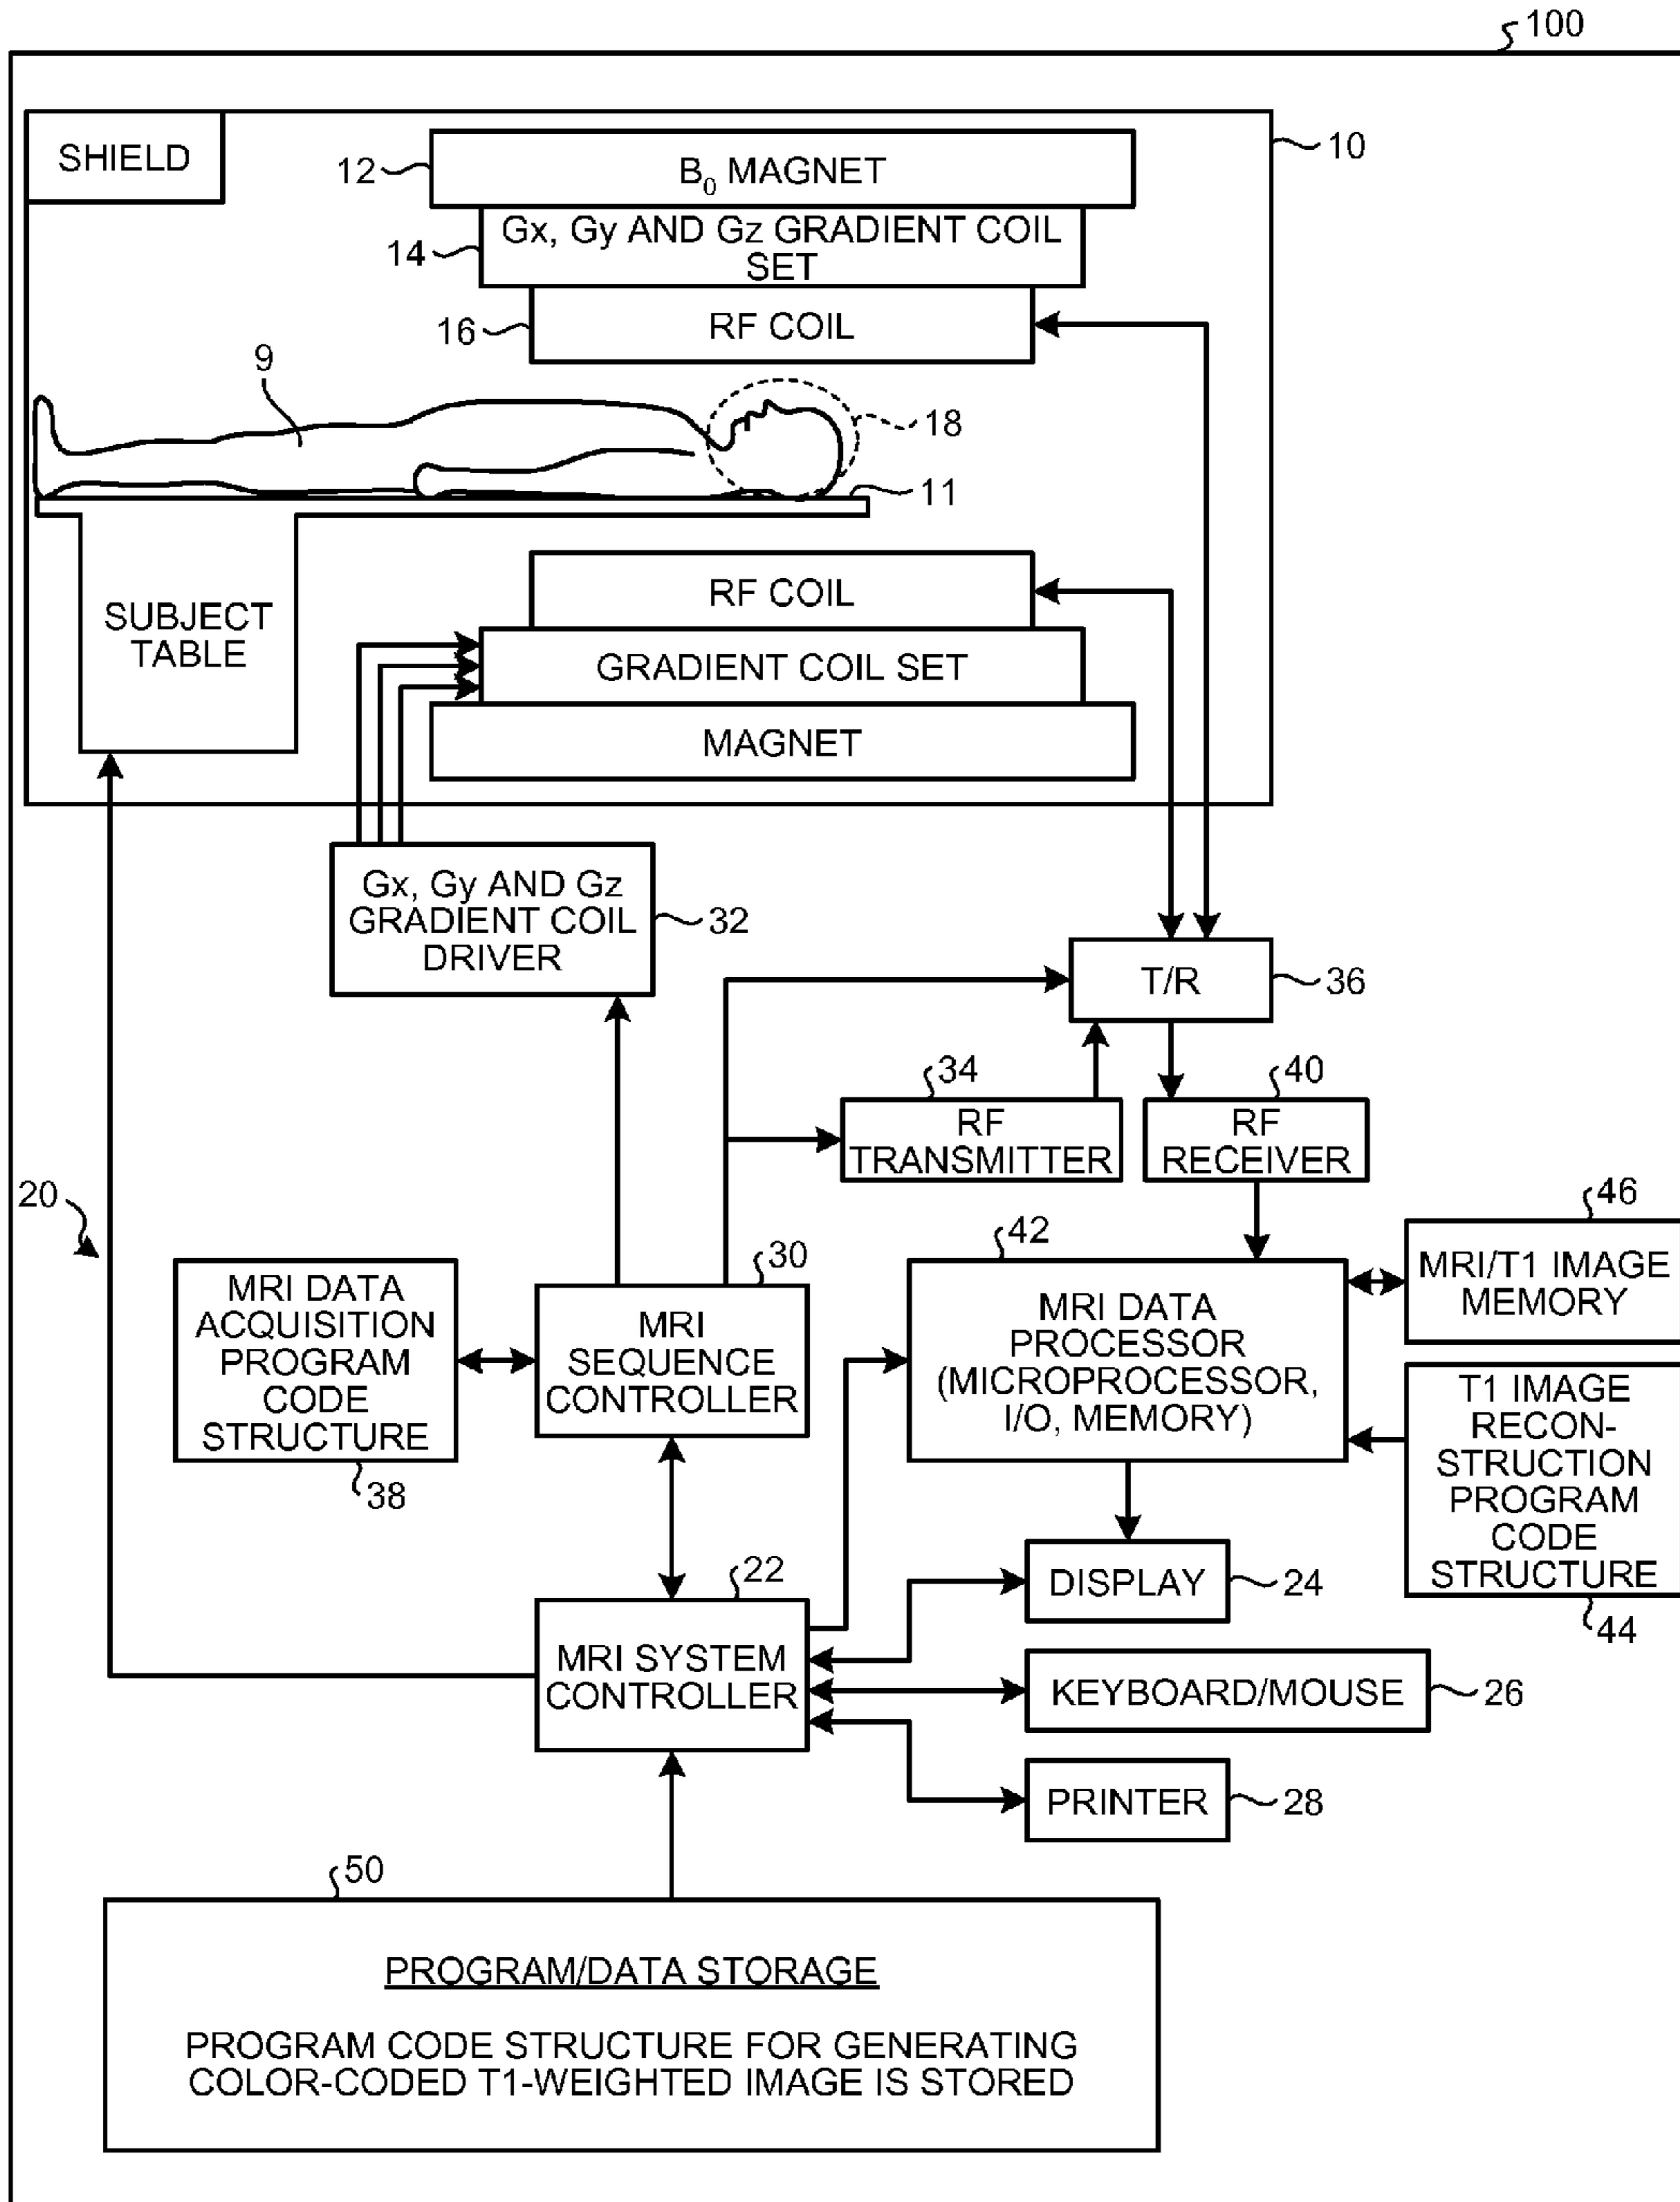 100
SHIELD
10
12
B0 MAGNET
14
Gx, Gy AND Gz GRADIENT COIL
SET
16
RF COIL
9
18
11
SUBJECT
TABLE
RF COIL
GRADIENT COIL SET
MAGNET
Gx, Gy AND Gz
GRADIENT COIL
DRIVER
32
T/R
36
34
RF
TRANSMITTER
40
RF
RECEIVER
20
46
MRI/T1 IMAGE
MEMORY
42
MRI DATA
PROCESSOR
(MICROPROCESSOR,
I/O, MEMORY)
30
MRI
SEQUENCE
CONTROLLER
MRI DATA
ACQUISITION
PROGRAM
CODE
STRUCTURE
38
T1 IMAGE
RECON-
STRUCTION
PROGRAM
CODE
STRUCTURE
44
22
MRI SYSTEM
CONTROLLER
DISPLAY
24
KEYBOARD/MOUSE
26
PRINTER
28
50
PROGRAM/DATA STORAGE
PROGRAM CODE STRUCTURE FOR GENERATING
COLOR-CODED T1-WEIGHTED IMAGE IS STORED